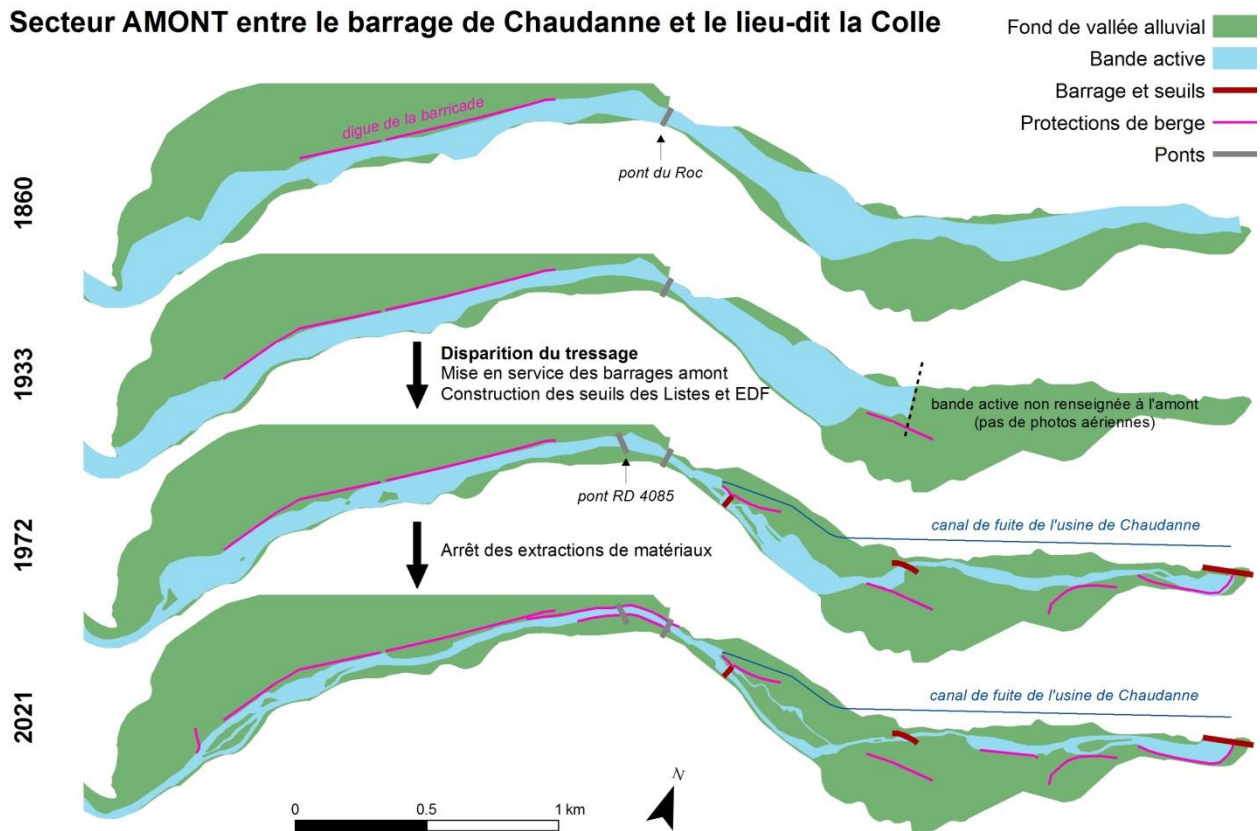 Secteur AMONT entre le barrage de Chaudanne et le lieu-dit la Colle
Fond de vallée alluvial
Bande active
Barrage et seuils
Protections de berge
Ponts
1860
digue de la barricade
pont du Roc
1933
Disparition du tressage
Mise en service des barrages amont
Construction des seuils des Listes et EDF
bande active non renseignée à l'amont
(pas de photos aériennes)
1972
pont RD 4085
canal de fuite de l'usine de Chaudanne
Arrêt des extractions de matériaux
2021
canal de fuite de l'usine de Chaudanne
N
0 0.5 1 km